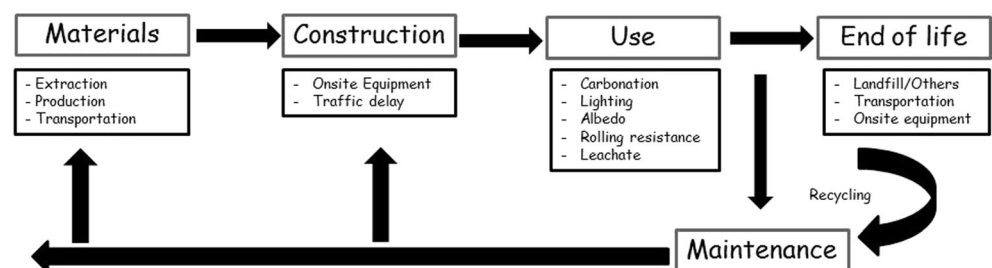 Materials
- Extraction
- Production
- Transportation
Construction
- Onsite Equipment
- Traffic delay
Use
- Carbonation
- Lighting
- Albedo
- Rolling resistance
- Leachate
End of life
- Landfill/Others
- Transportation
- Onsite equipment
Recycling
Maintenance